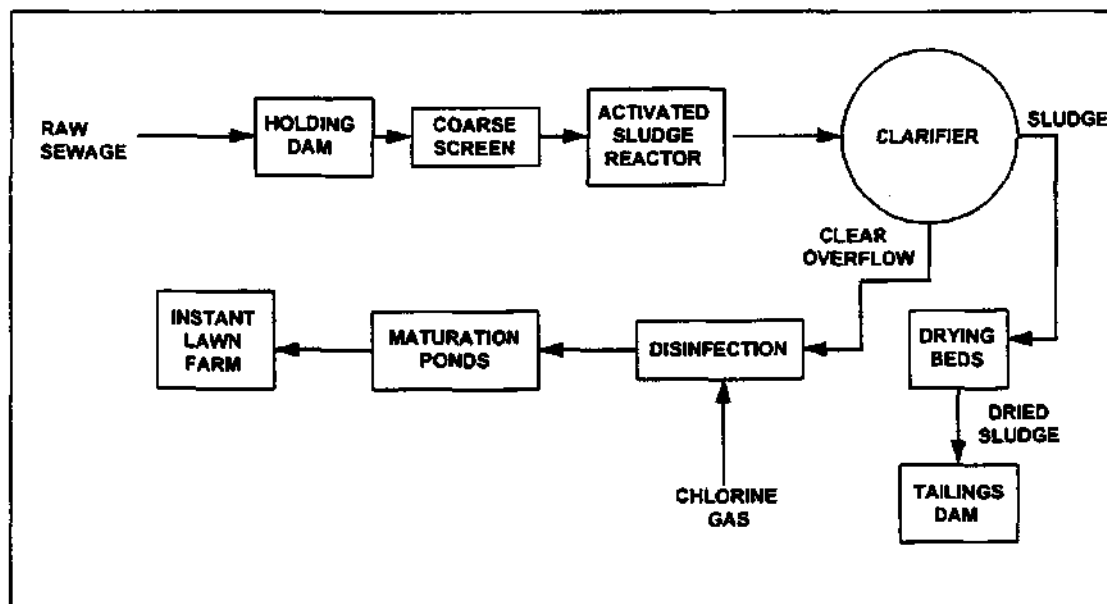 RAW
SEWAGE
HOLDING
DAM
COARSE
SCREEN
ACTIVATED
SLUDGE
REACTOR
CLARIFIER
SLUDGE
CLEAR
OVERFLOW
INSTANT
LAWN
FARM
MATURATION
PONDS
DISINFECTION
DRYING
BEDS
DRIED
SLUDGE
CHLORINE
GAS
TAILINGS
DAM